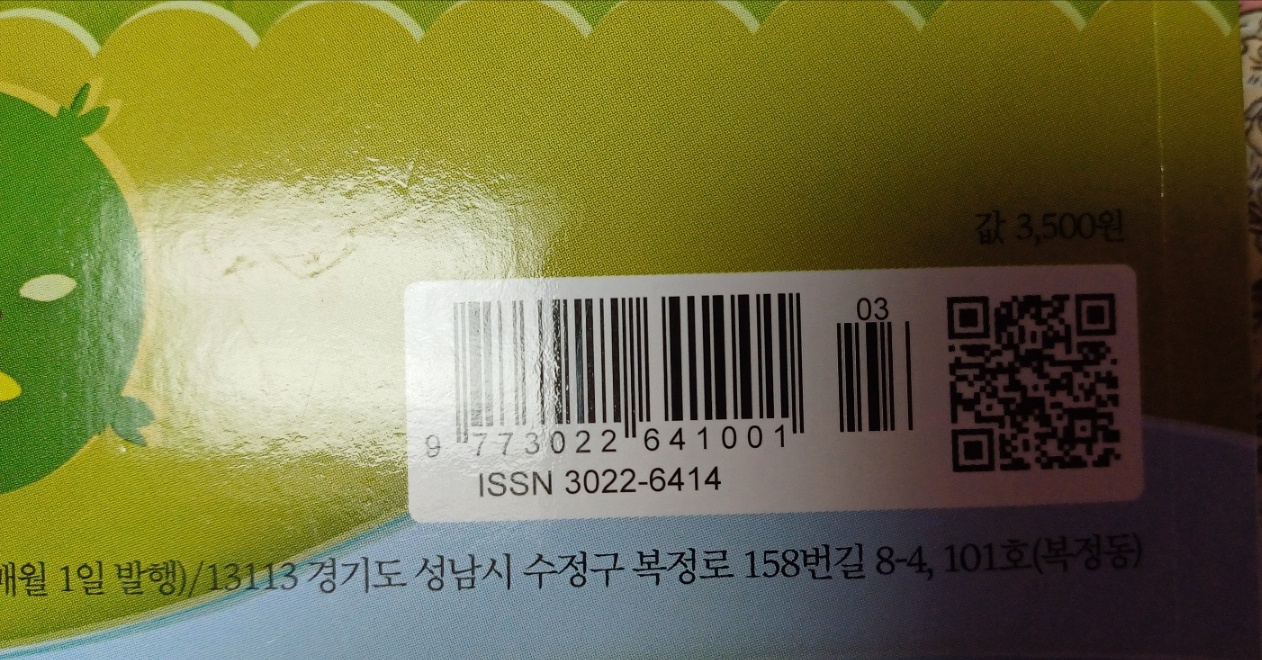 값 3,500원
03
9 773022 641001
ISSN 3022-6414
매월 1일 발행)/13113 경기도 성남시 수정구 복정로 158번길 8-4, 101호(복정동)